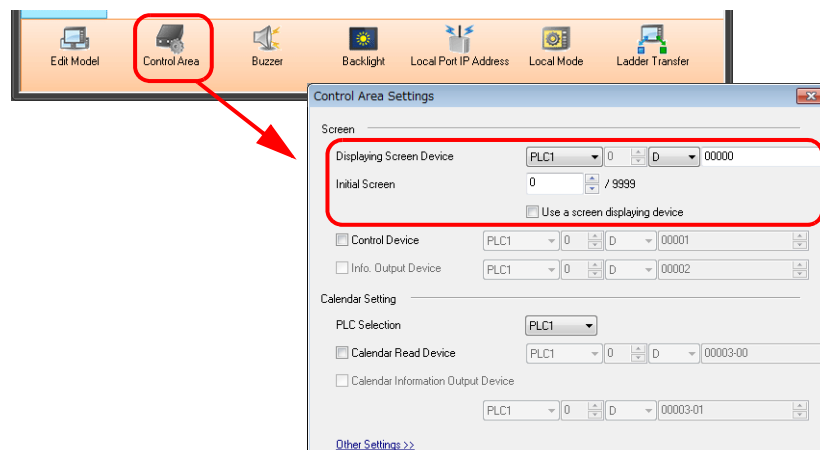 Edit Model Control Area Buzzer Backlight Local Port IP Address Local Mode Ladder Transfer
Control Area Settings
Screen
Displaying Screen Device PLC1 0 D 00000
Initial Screen 0 / 9999
Use a screen displaying device
Control Device PLC1 0 D 00001
Info. Output Device PLC1 0 D 00002
Calendar Setting
PLC Selection PLC1
Calendar Read Device PLC1 0 D 00003-00
Calendar Information Output Device
PLC1 0 D 00003-01
Other Settings >>